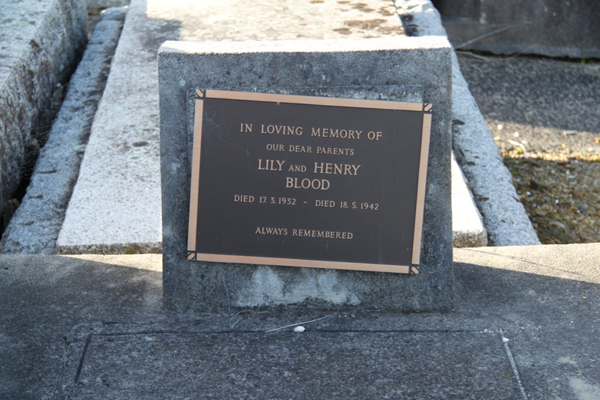 IN LOVING MEMORY OF
OUR DEAR PARENTS
LILY AND HENRY
BLOOD
DIED 17.3.1932 - DIED 18.5.1942
ALWAYS REMEMBERED